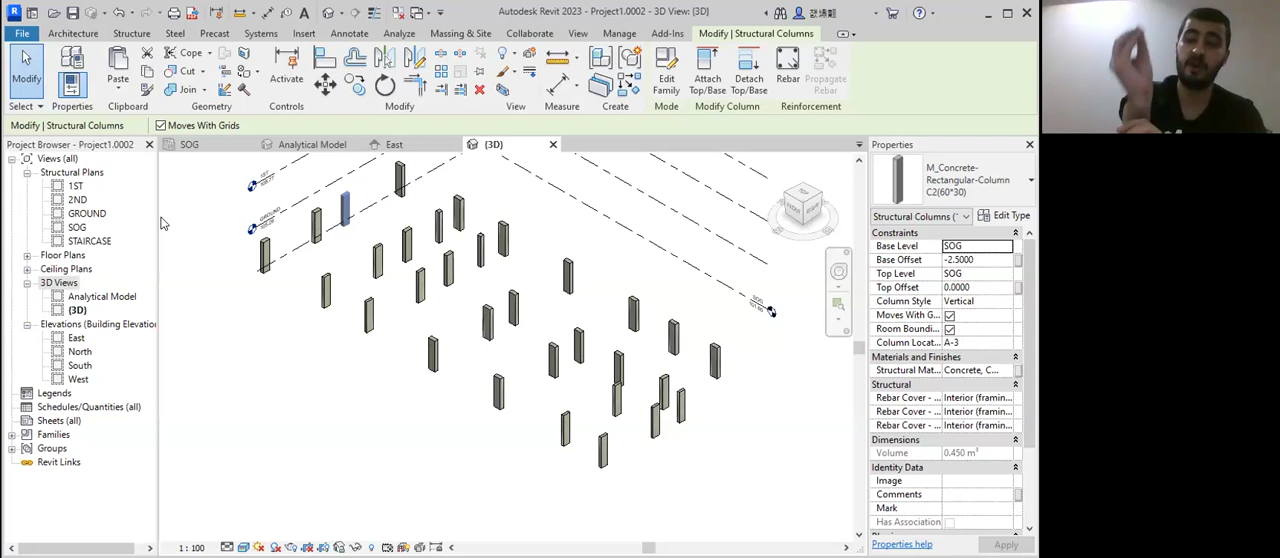 Autodesk Revit 2023 - Project1.0002 - 3D View: {3D}
File Architecture Structure Steel Precast Systems Insert Annotate Analyze Massing & Site Collaborate View Manage Add-Ins Modify | Structural Columns
Modify
Paste
Cope
Cut
Join
Activate
Edit Family
Attach Top/Base
Detach Top/Base
Rebar
Propagate Rebar
Select Properties Clipboard Geometry Controls Modify View Measure Create Mode Modify Column Reinforcement
Modify | Structural Columns Moves With Grids
Project Browser - Project1.0002
SOG Analytical Model East {3D}
Views (all)
Structural Plans
1ST
2ND
GROUND
SOG
STAIRCASE
Floor Plans
Ceiling Plans
3D Views
Analytical Model
{3D}
Elevations (Building Elevation
East
North
South
West
Legends
Schedules/Quantities (all)
Sheets (all)
Families
Groups
Revit Links
1ST
GROUND
SOG
TOP
Properties
M_Concrete-
Rectangular-Column
C2(60*30)
Structural Columns (
Edit Type
Constraints
Base Level SOG
Base Offset -2.5000
Top Level SOG
Top Offset 0.0000
Column Style Vertical
Moves With G...
Room Boundi...
Column Locat... A-3
Materials and Finishes
Structural Mat... Concrete, C...
Structural
Rebar Cover - ... Interior (framin...
Rebar Cover - ... Interior (framin...
Rebar Cover - ... Interior (framin...
Dimensions
Volume 0.450 m³
Identity Data
Image
Comments
Mark
Has Association
Properties help Apply
1 : 100